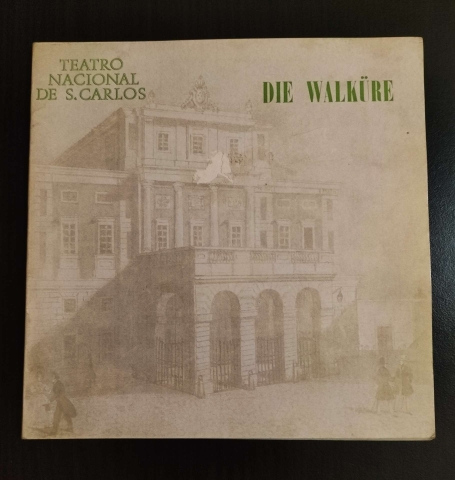 TEATRO
NACIONAL
DE S. CARLOS
DIE WALKÜRE